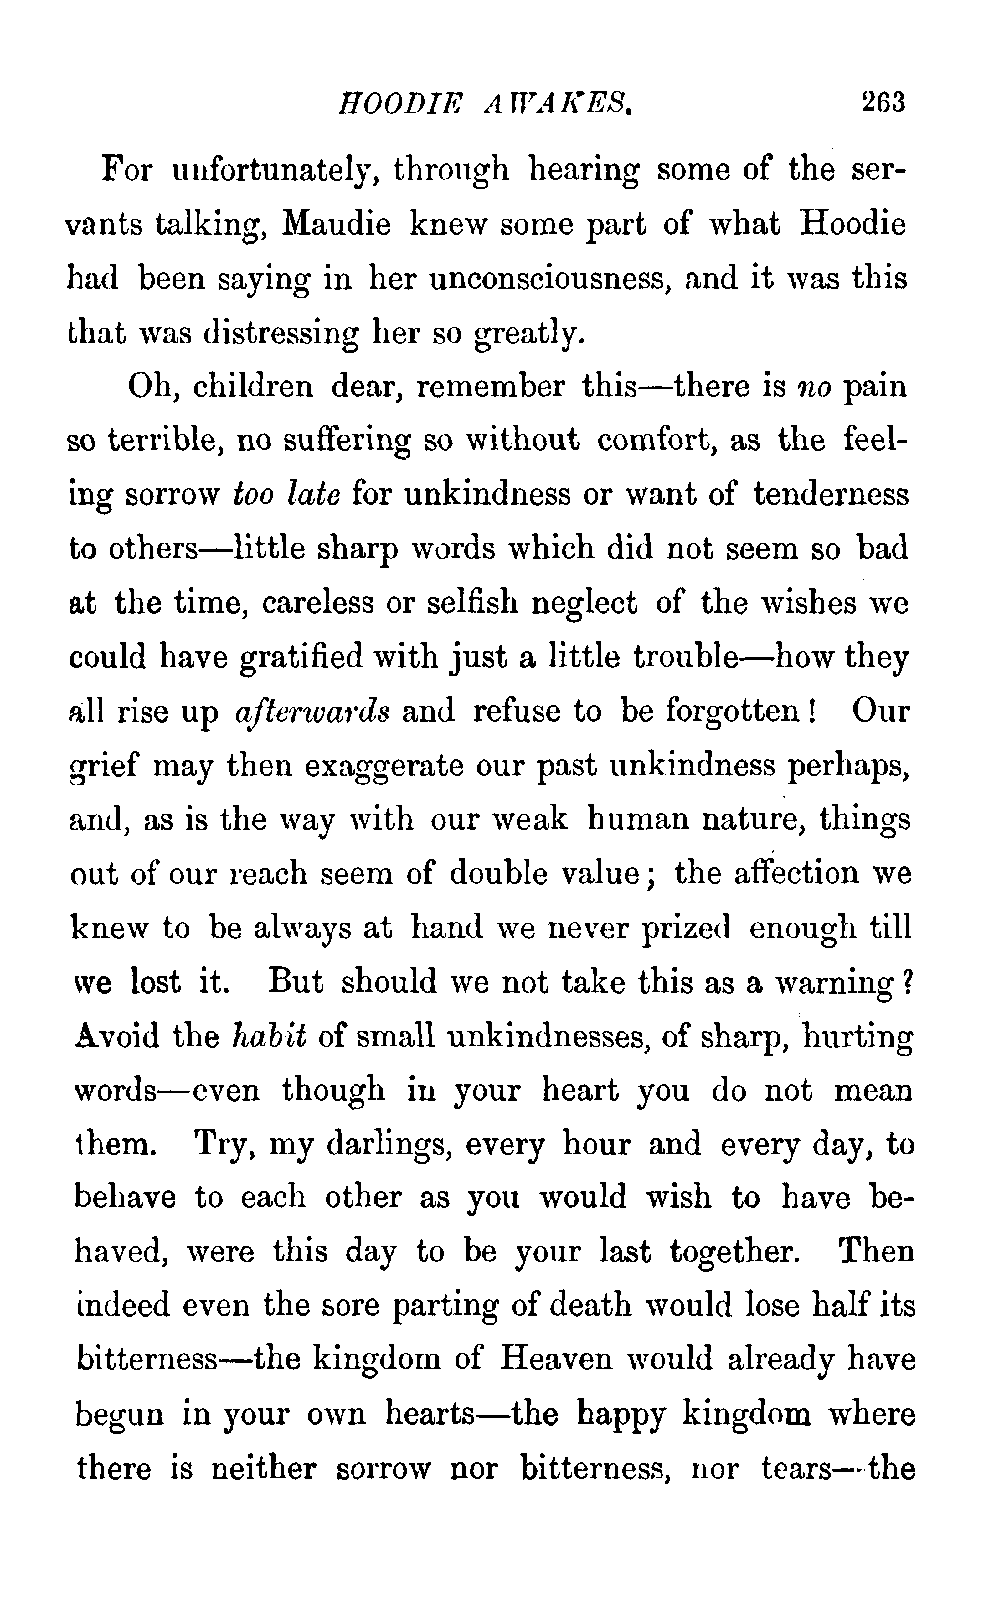 HOODIE AWAKES. 263
For unfortunately, through hearing some of the ser-
vants talking, Maudie knew some part of what Hoodie
had been saying in her unconsciousness, and it was this
that was distressing her so greatly.
Oh, children dear, remember this—there is no pain
so terrible, no suffering so without comfort, as the feel-
ing sorrow too late for unkindness or want of tenderness
to others—little sharp words which did not seem so bad
at the time, careless or selfish neglect of the wishes we
could have gratified with just a little trouble—how they
all rise up afterwards and refuse to be forgotten! Our
grief may then exaggerate our past unkindness perhaps,
and, as is the way with our weak human nature, things
out of our reach seem of double value; the affection we
knew to be always at hand we never prized enough till
we lost it. But should we not take this as a warning?
Avoid the habit of small unkindnesses, of sharp, hurting
words—even though in your heart you do not mean
them. Try, my darlings, every hour and every day, to
behave to each other as you would wish to have be-
haved, were this day to be your last together. Then
indeed even the sore parting of death would lose half its
bitterness—the kingdom of Heaven would already have
begun in your own hearts—the happy kingdom where
there is neither sorrow nor bitterness, nor tears—the